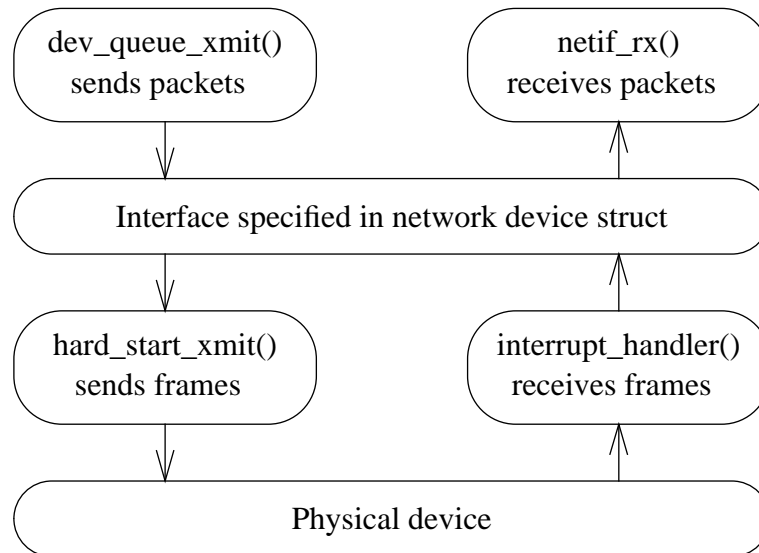 dev_queue_xmit()
sends packets
netif_rx()
receives packets
Interface specified in network device struct
hard_start_xmit()
sends frames
interrupt_handler()
receives frames
Physical device